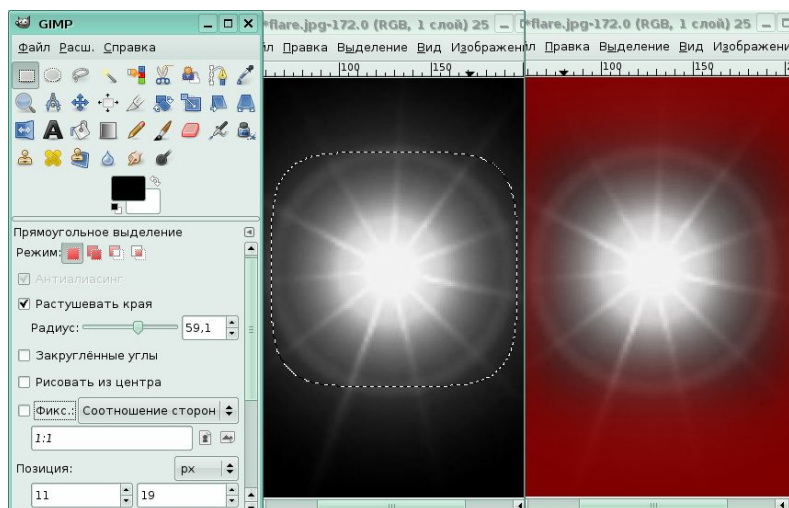 GIMP
Файл Расш. Справка
Прямоугольное выделение
Режим:
Антиалиасинг
Растушевать края
Радиус: 59,1
Закруглённые углы
Рисовать из центра
Фикс.: Соотношение сторон
1:1
Позиция: px
11 19
*flare.jpg-172.0 (RGB, 1 слой) 25
Правка Выделение Вид Изображени
100 150
*flare.jpg-172.0 (RGB, 1 слой) 25
Правка Выделение Вид Изображени
100 150